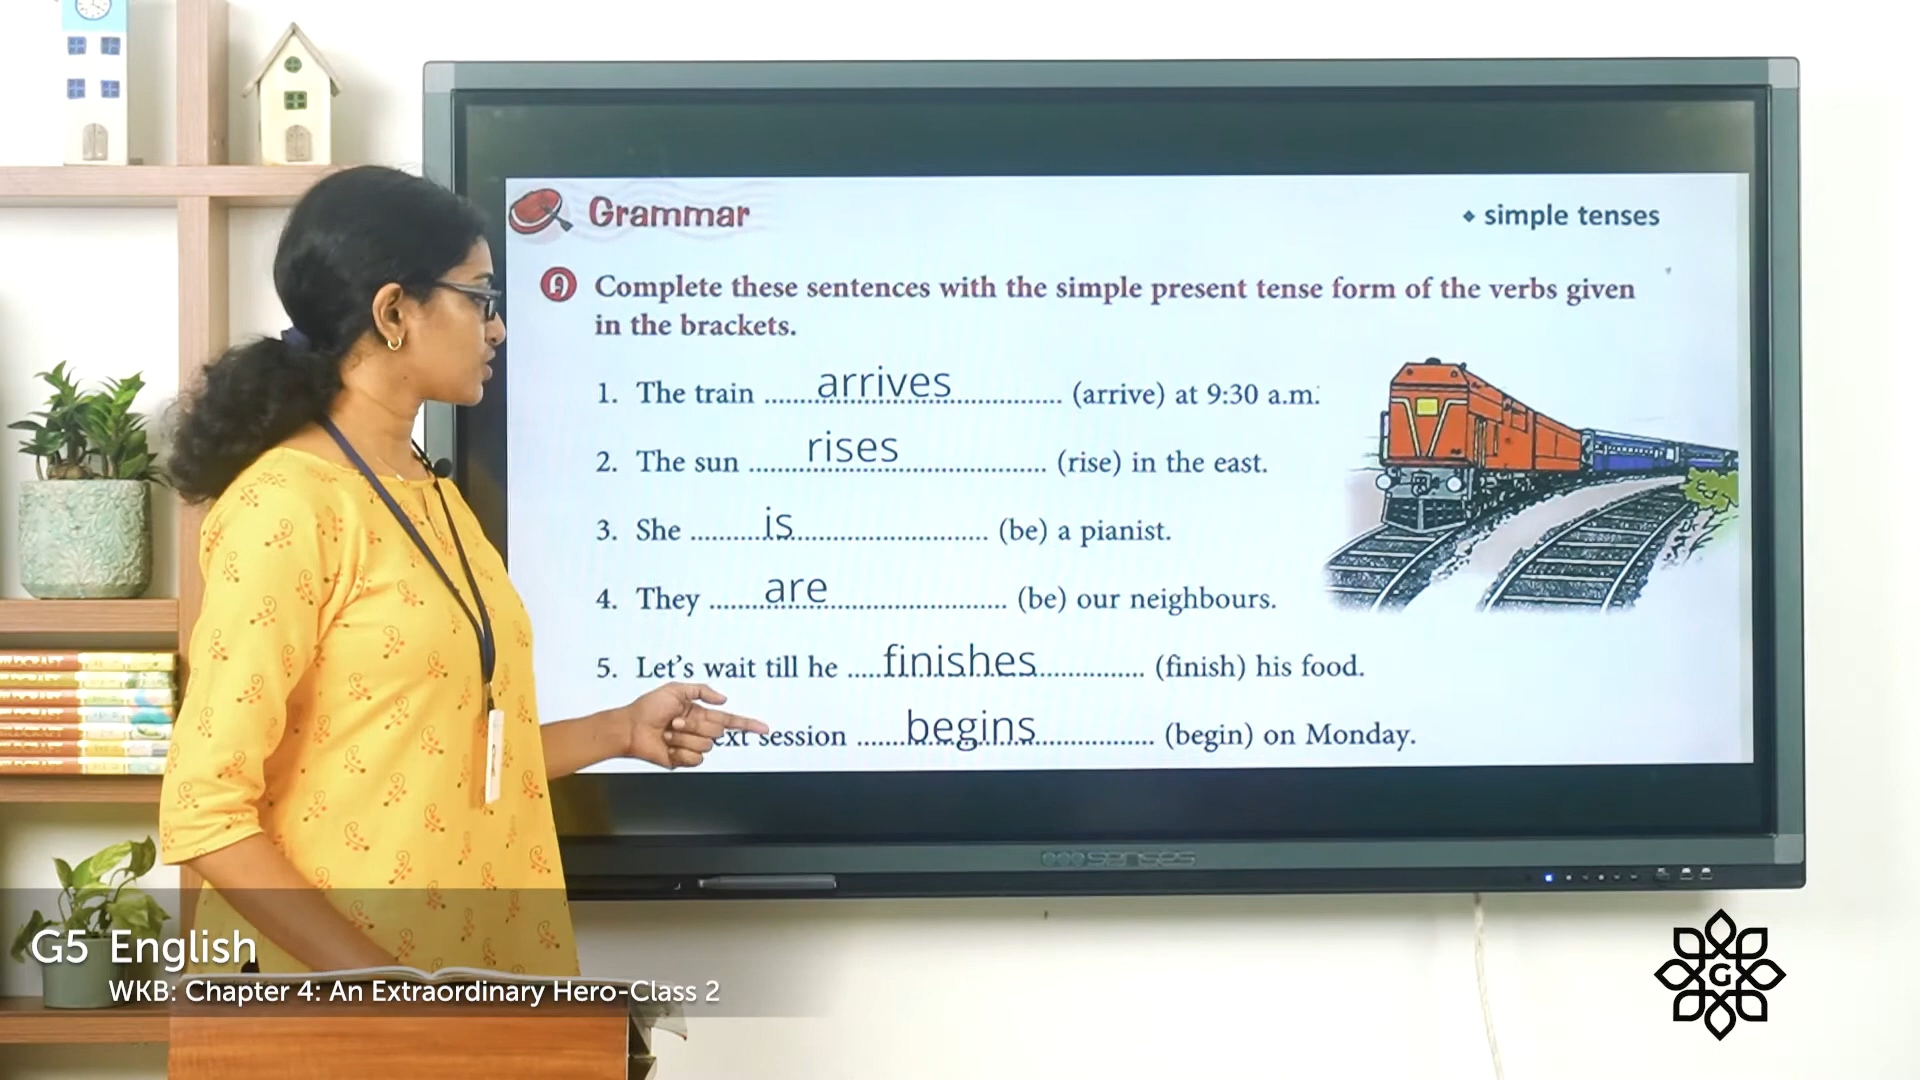 Grammar
❖ simple tenses
A Complete these sentences with the simple present tense form of the verbs given
in the brackets.
1. The train ........arrives................ (arrive) at 9:30 a.m.
2. The sun ........rises................ (rise) in the east.
3. She ..........is............................ (be) a pianist.
4. They ........are........................ (be) our neighbours.
5. Let's wait till he .....finishes............... (finish) his food.
session .......begins................. (begin) on Monday.
G5 English
WKB: Chapter 4: An Extraordinary Hero-Class 2
G